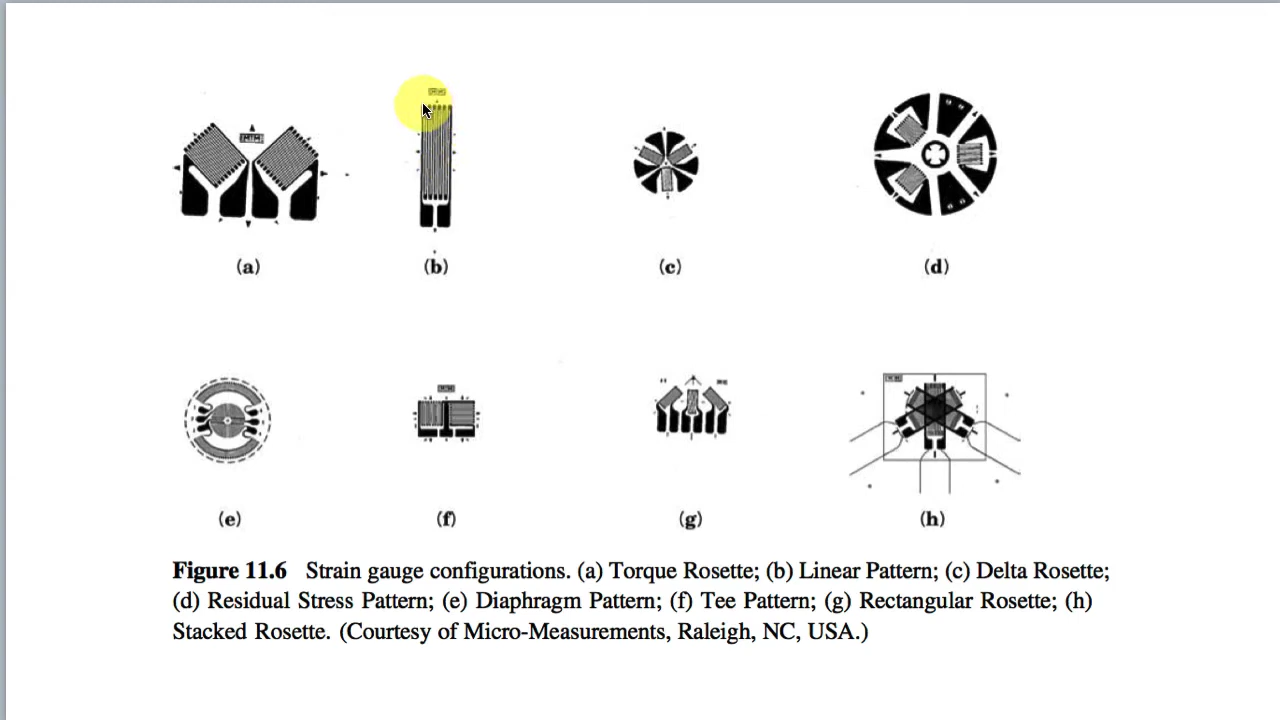 (a) (b) (c) (d)
(e) (f) (g) (h)
Figure 11.6 Strain gauge configurations. (a) Torque Rosette; (b) Linear Pattern; (c) Delta Rosette;
(d) Residual Stress Pattern; (e) Diaphragm Pattern; (f) Tee Pattern; (g) Rectangular Rosette; (h)
Stacked Rosette. (Courtesy of Micro-Measurements, Raleigh, NC, USA.)